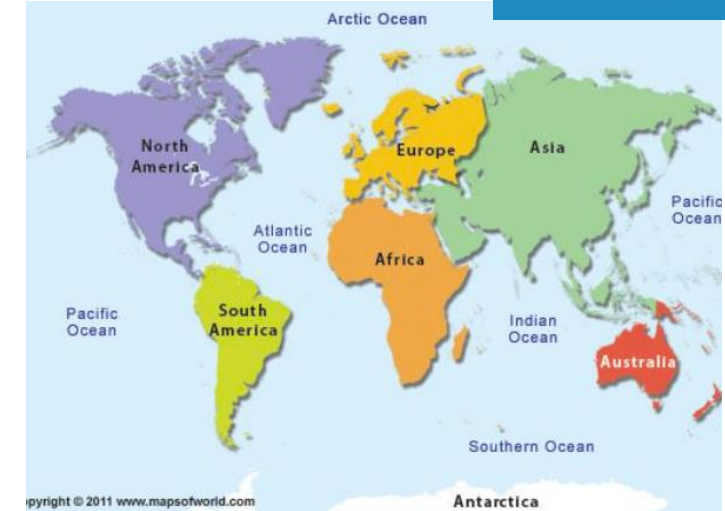 Arctic Ocean
North
America
Europe
Asia
Pacific
Ocean
Atlantic
Ocean
Africa
Pacific
Ocean
South
America
Indian
Ocean
Australia
Southern Ocean
opyright © 2011 www.mapsofworld.com
Antarctica